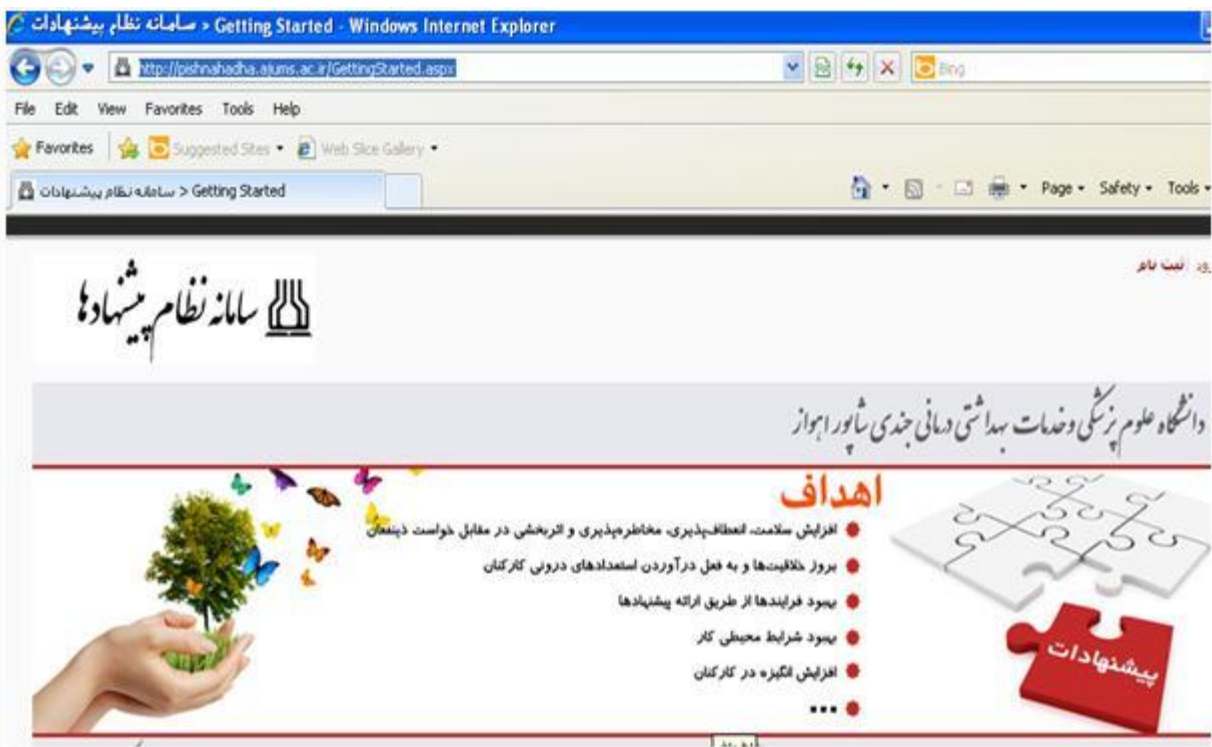 سامانه نظام پیشنهادات > Getting Started - Windows Internet Explorer
http://pishnahadha.ajums.ac.ir/GettingStarted.aspx
Bing
File Edit View Favorites Tools Help
Favorites Suggested Sites Web Slice Gallery
سامانه نظام پیشنهادات > Getting Started
Page Safety Tools
ثبت نام
سامانه نظام پیشنهادها
دانشگاه علوم پزشکی و خدمات بهداشتی درمانی جندی شاپور اهواز
اهداف
افزایش سلامت، انعطاف‌پذیری، مخاطره‌پذیری و اثربخشی در مقابل خواست ذینفعان
بروز خلاقیت‌ها و به فعل درآوردن استعدادهای درونی کارکنان
بهبود فرایندها از طریق ارائه پیشنهادها
بهبود شرایط محیطی کار
افزایش انگیزه در کارکنان
...
پیشنهادات